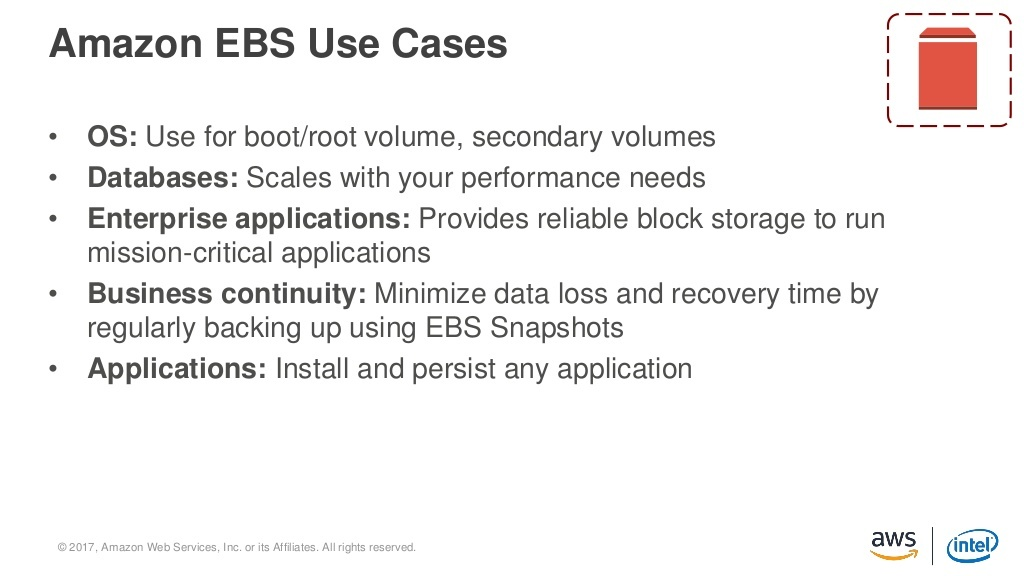 Amazon EBS Use Cases
• OS: Use for boot/root volume, secondary volumes
• Databases: Scales with your performance needs
• Enterprise applications: Provides reliable block storage to run
mission-critical applications
• Business continuity: Minimize data loss and recovery time by
regularly backing up using EBS Snapshots
• Applications: Install and persist any application
© 2017, Amazon Web Services, Inc. or its Affiliates. All rights reserved.
aws intel